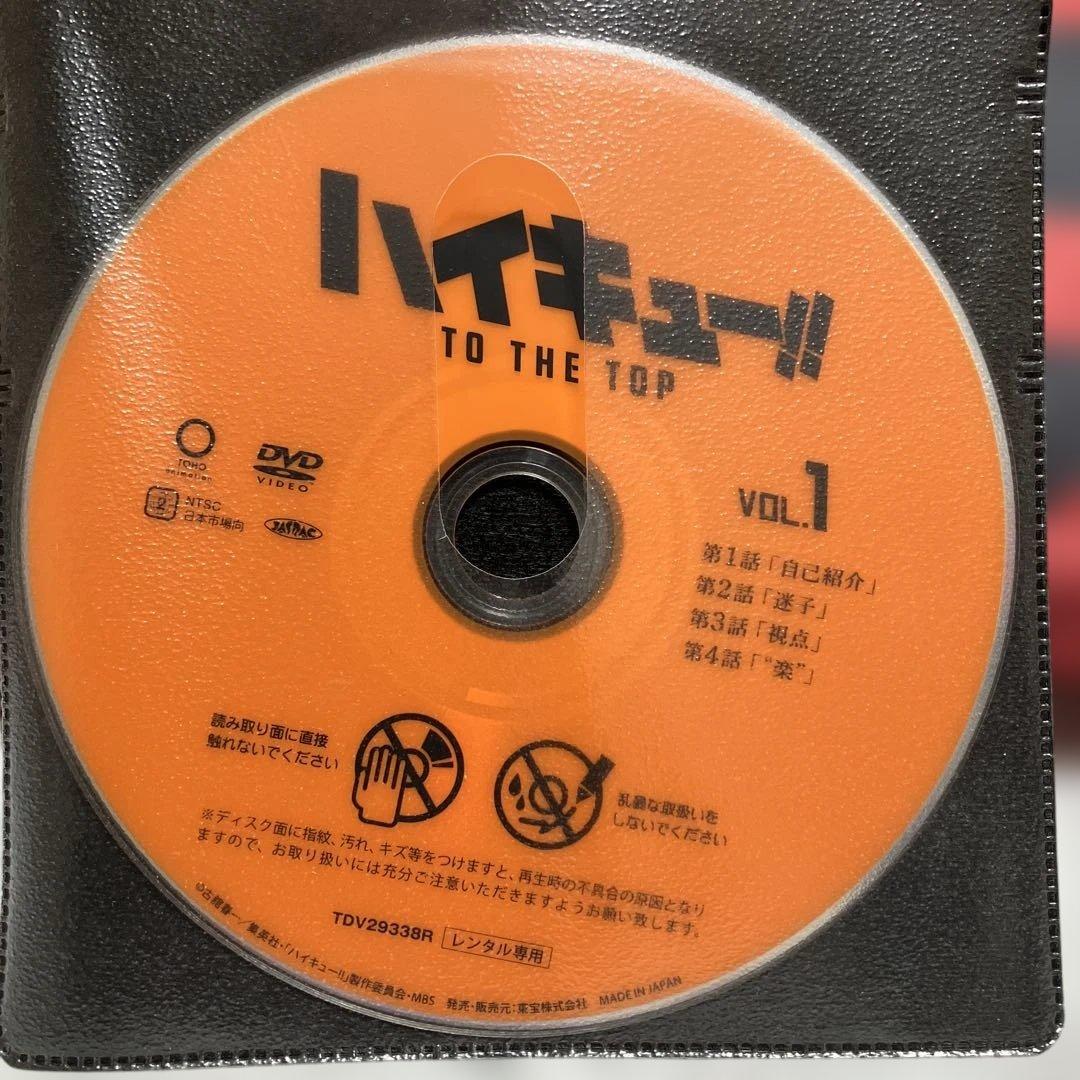 ハイキュー!!
TO THE TOP
TOHO
animation
DVD
VIDEO
2
NTSC
日本市場向
JASRAC
VOL.1
第1話「自己紹介」
第2話「迷子」
第3話「視点」
第4話「“楽”」
読み取り面に直接
触れないでください
乱暴な取扱いを
しないでください
※ディスク面に指紋、汚れ、キズ等をつけますと、再生時の不具合の原因となり
ますので、お取り扱いには充分ご注意いただきますようお願い致します。
TDV29338R レンタル専用
©古舘春一／集英社・「ハイキュー!!」製作委員会・MBS 発売・販売元:東宝株式会社 MADE IN JAPAN